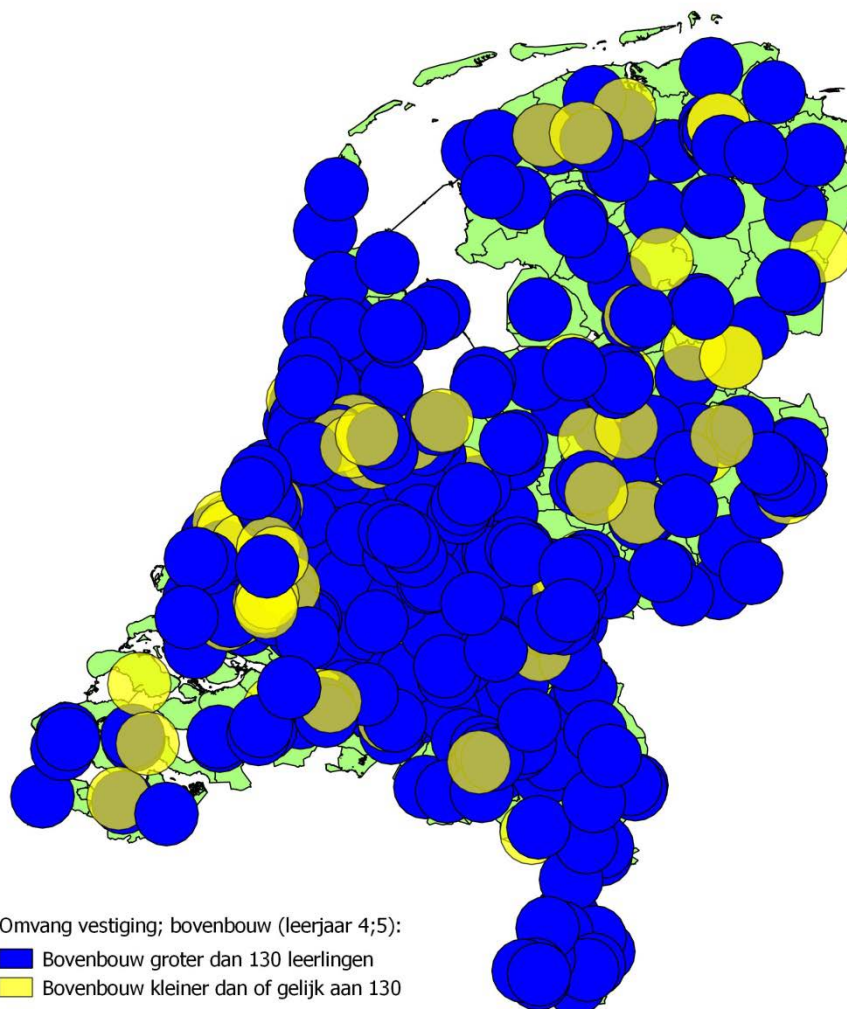 Omvang vestiging; bovenbouw (leerjaar 4;5):
Bovenbouw groter dan 130 leerlingen
Bovenbouw kleiner dan of gelijk aan 130